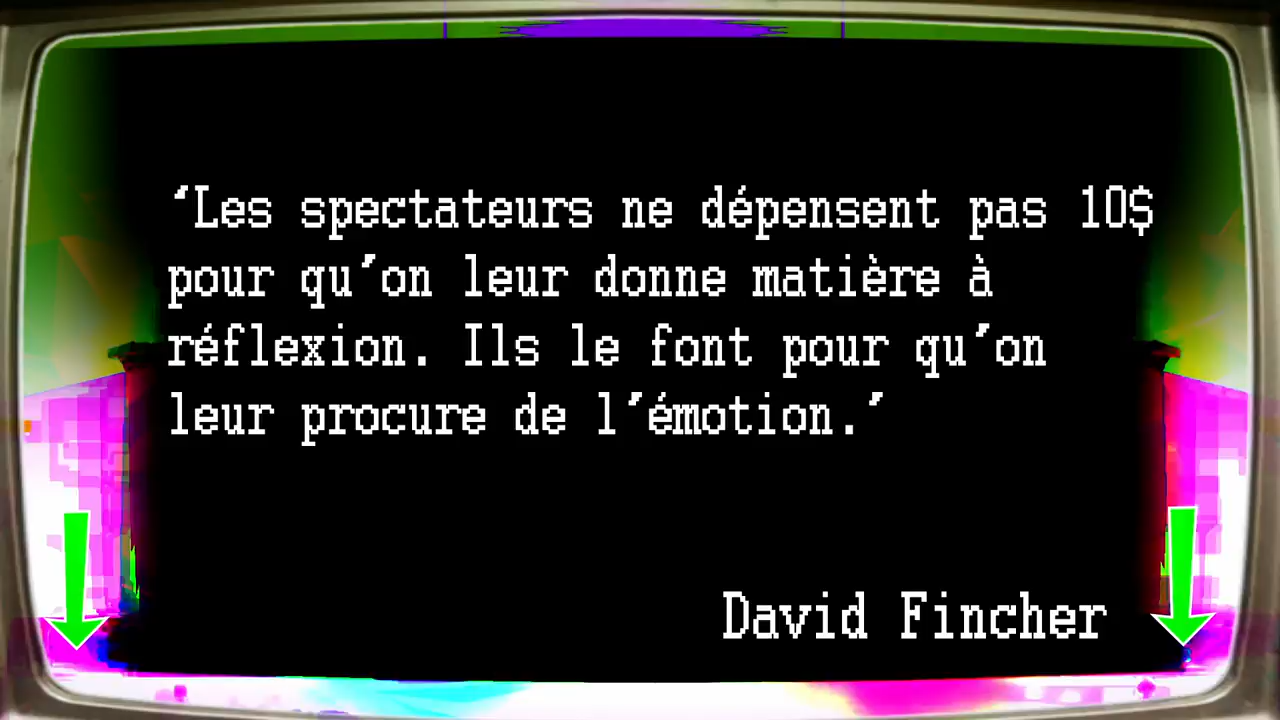 ‘Les spectateurs ne dépensent pas 10$
pour qu’on leur donne matière à
réflexion. Ils le font pour qu’on
leur procure de l’émotion.’
David Fincher